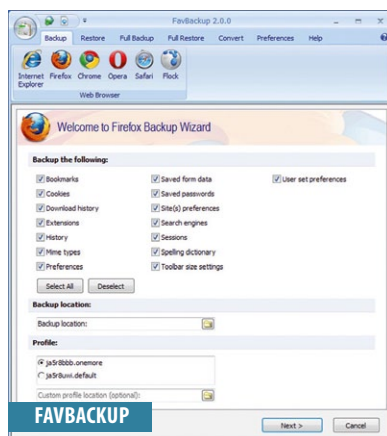 FavBackup 2.0.0
Backup Restore Full Backup Full Restore Convert Preferences Help
Internet Explorer Firefox Chrome Opera Safari Flock
Web Browser
Welcome to Firefox Backup Wizard
Backup the following:
Bookmarks Saved form data User set preferences
Cookies Saved passwords
Download history Site(s) preferences
Extensions Search engines
History Sessions
Mime types Spelling dictionary
Preferences Toolbar size settings
Select All Deselect
Backup location:
Backup location:
Profile:
ja5r8bbb.onemore
ja5r8uwi.default
Custom profile location (optional):
FAVBACKUP
Next > Cancel